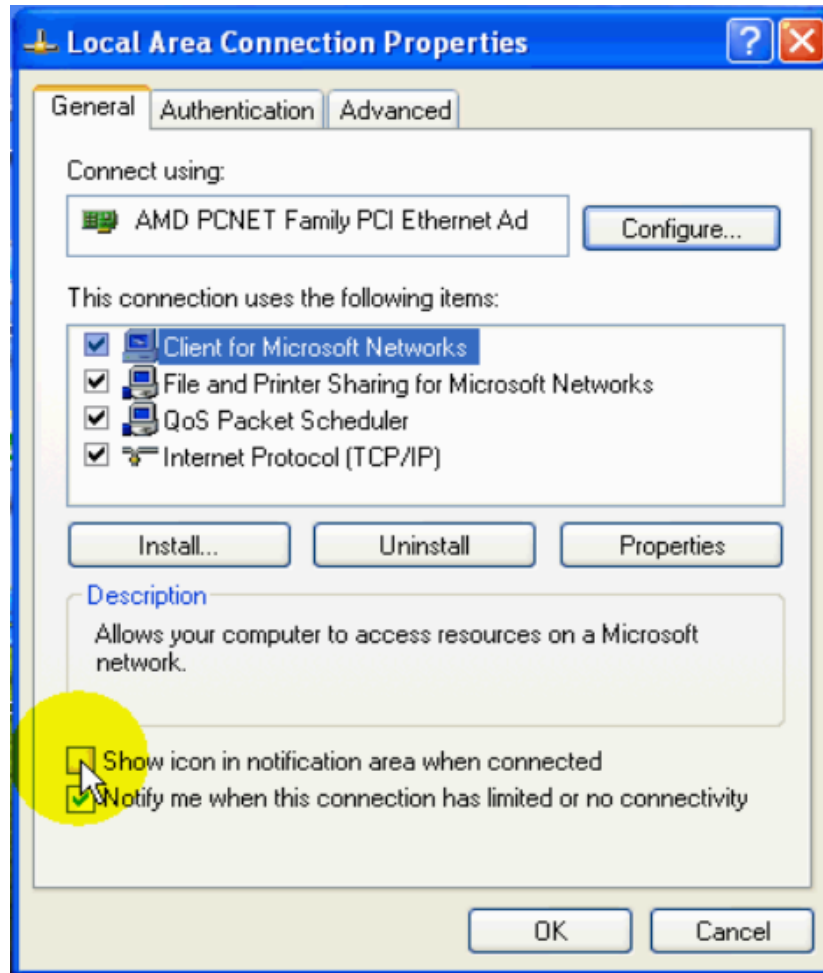 Local Area Connection Properties
General Authentication Advanced
Connect using:
AMD PCNET Family PCI Ethernet Ad Configure...
This connection uses the following items:
Client for Microsoft Networks
File and Printer Sharing for Microsoft Networks
QoS Packet Scheduler
Internet Protocol (TCP/IP)
Install... Uninstall Properties
Description
Allows your computer to access resources on a Microsoft
network.
Show icon in notification area when connected
Notify me when this connection has limited or no connectivity
OK Cancel